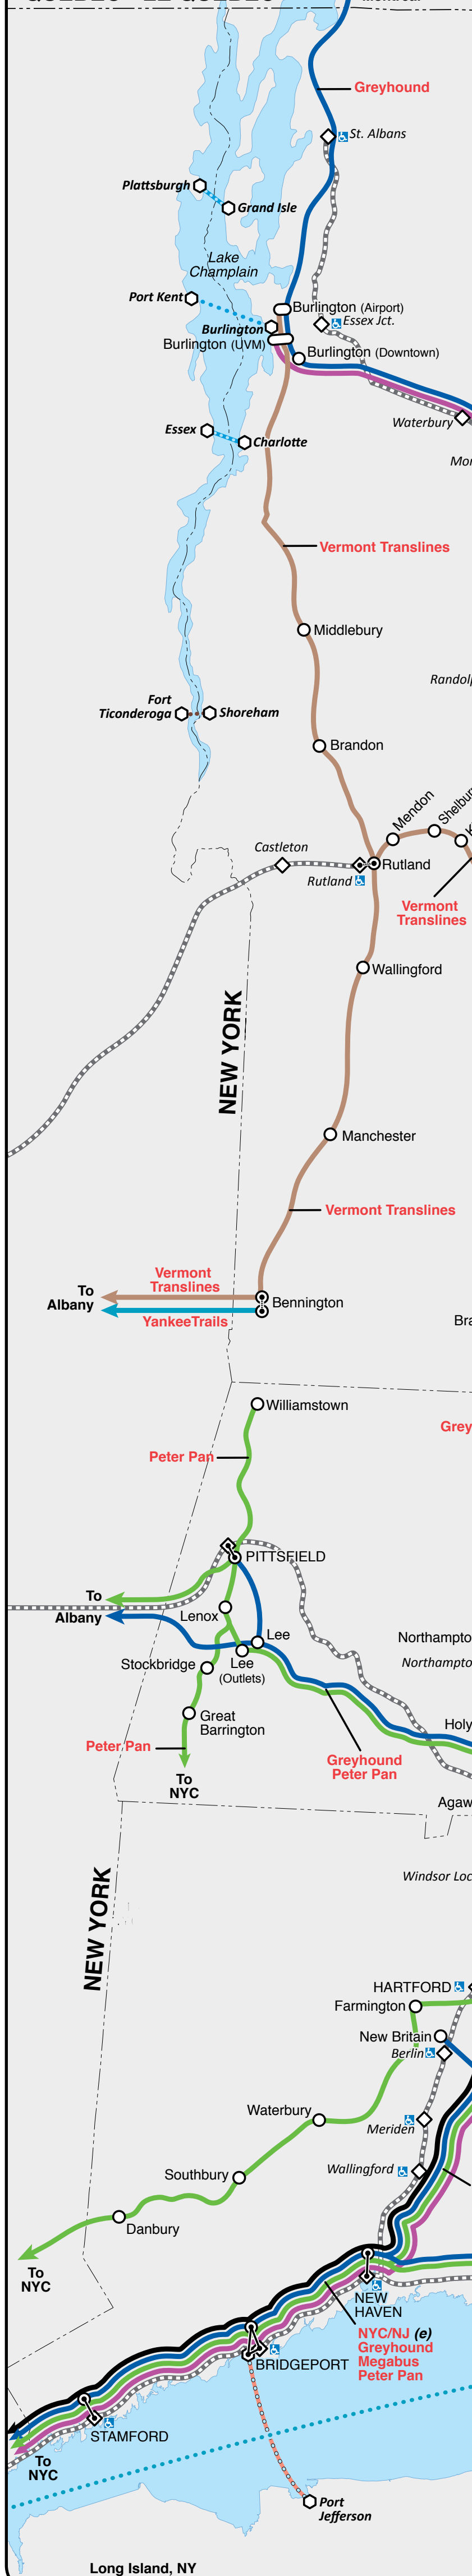 Greyhound
St. Albans
Plattsburgh
Grand Isle
Lake
Champlain
Port Kent
Burlington (Airport)
Essex Jct.
Burlington
Burlington (UVM)
Burlington (Downtown)
Waterbury
Essex
Charlotte
Vermont Translines
Middlebury
Fort
Ticonderoga
Shoreham
Brandon
Mendon
Castleton
Rutland
Rutland
Vermont
Translines
Wallingford
NEW YORK
Manchester
Vermont Translines
Vermont
Translines
To
Albany
Bennington
YankeeTrails
Williamstown
Peter Pan
PITTSFIELD
To
Albany
Lenox
Lee
Stockbridge
Lee
(Outlets)
Great
Barrington
Peter Pan
To
NYC
Greyhound
Peter Pan
NEW YORK
HARTFORD
Farmington
New Britain
Berlin
Waterbury
Meriden
Wallingford
Southbury
Danbury
To
NYC
NEW
HAVEN
NYC/NJ (e)
Greyhound
Megabus
Peter Pan
BRIDGEPORT
STAMFORD
To
NYC
Port
Jefferson
Long Island, NY